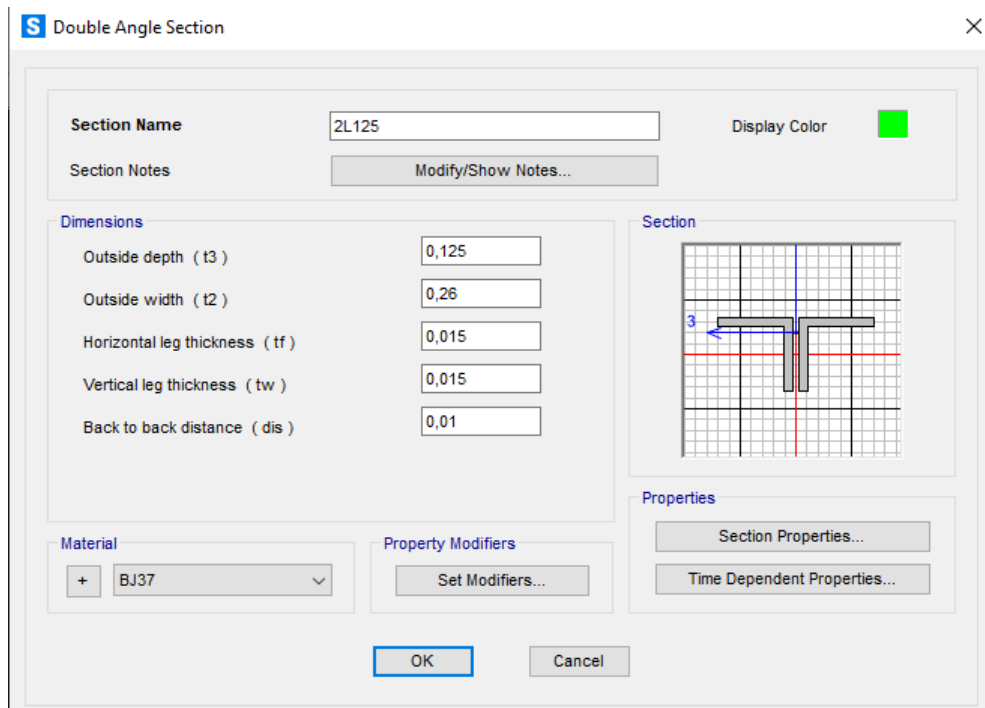 S Double Angle Section
Section Name 2L125 Display Color
Section Notes Modify/Show Notes...
Dimensions
Outside depth ( t3 ) 0,125
Outside width ( t2 ) 0,26
Horizontal leg thickness ( tf ) 0,015
Vertical leg thickness ( tw ) 0,015
Back to back distance ( dis ) 0,01
Section
3
Material
+ BJ37
Property Modifiers
Set Modifiers...
Properties
Section Properties...
Time Dependent Properties...
OK Cancel